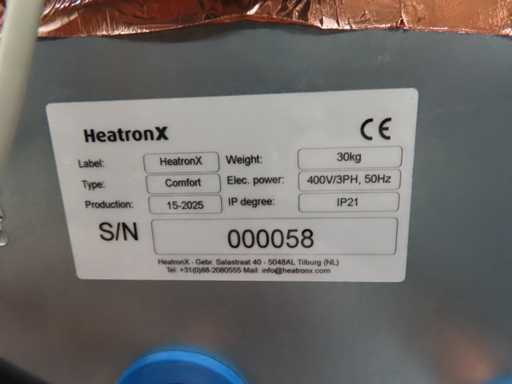 HeatronX CE
Label: HeatronX Weight: 30kg
Type: Comfort Elec. power: 400V/3PH, 50Hz
Production: 15-2025 IP degree: IP21
S/N 000058
HeatronX - Gebr. Salastraat 40 - 5048AL Tilburg (NL)
Tel: +31(0)88-2080555 Mail: info@heatronx.com